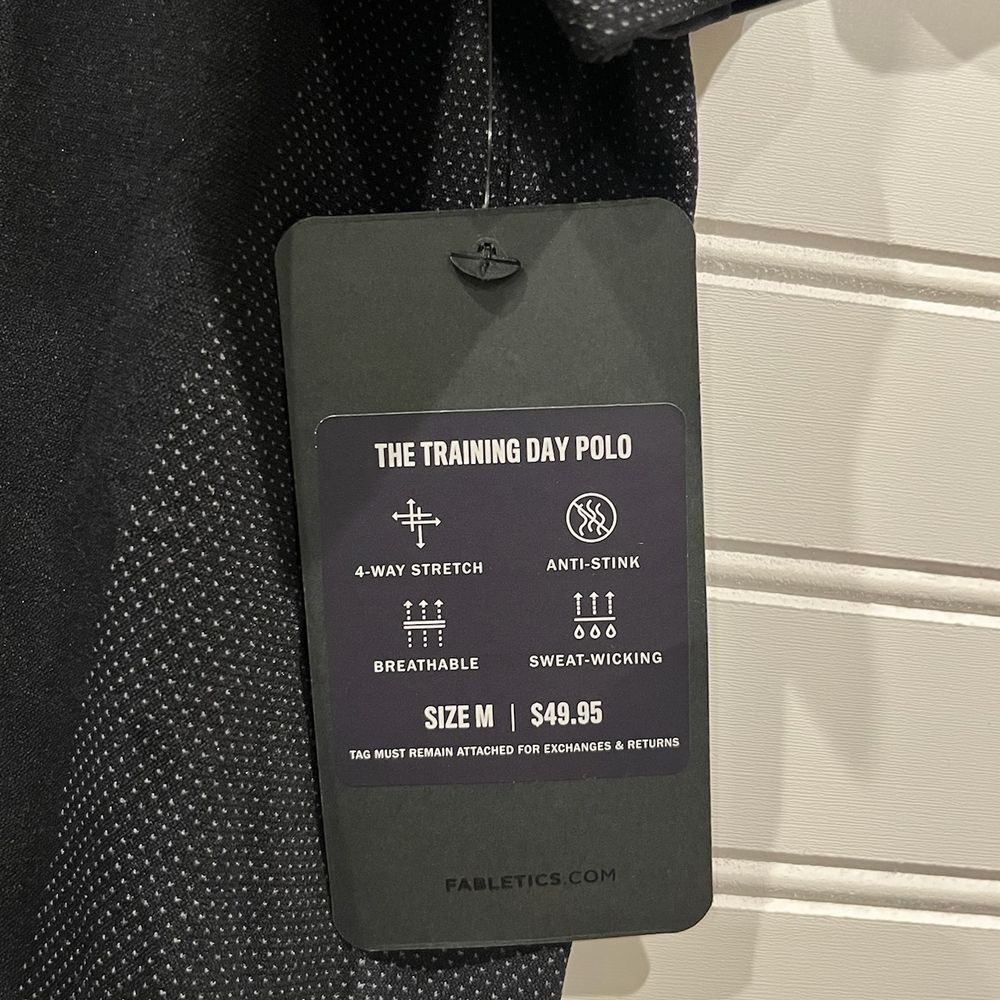 THE TRAINING DAY POLO
4-WAY STRETCH
ANTI-STINK
BREATHABLE
SWEAT-WICKING
SIZE M | $49.95
TAG MUST REMAIN ATTACHED FOR EXCHANGES & RETURNS
FABLETICS.COM